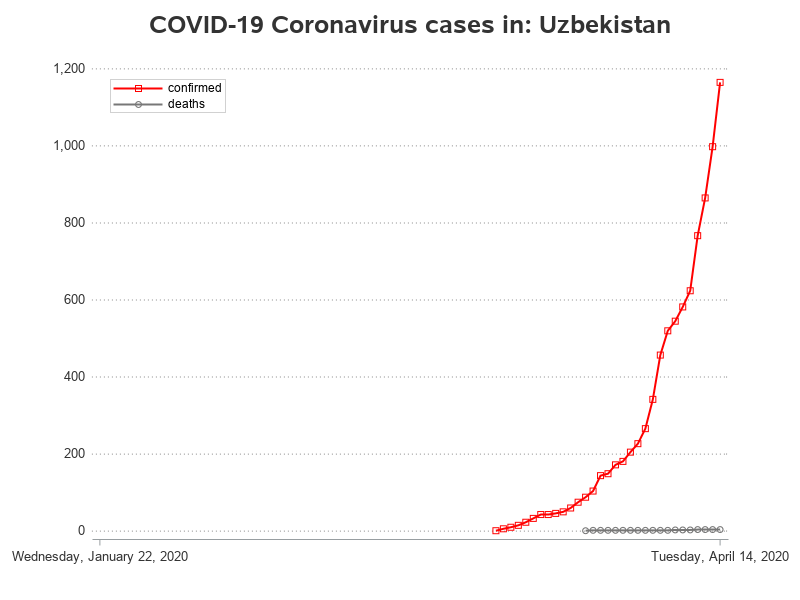 COVID-19 Coronavirus cases in: Uzbekistan
1,200
confirmed
deaths
1,000
800
600
400
200
0
Wednesday, January 22, 2020 Tuesday, April 14, 2020